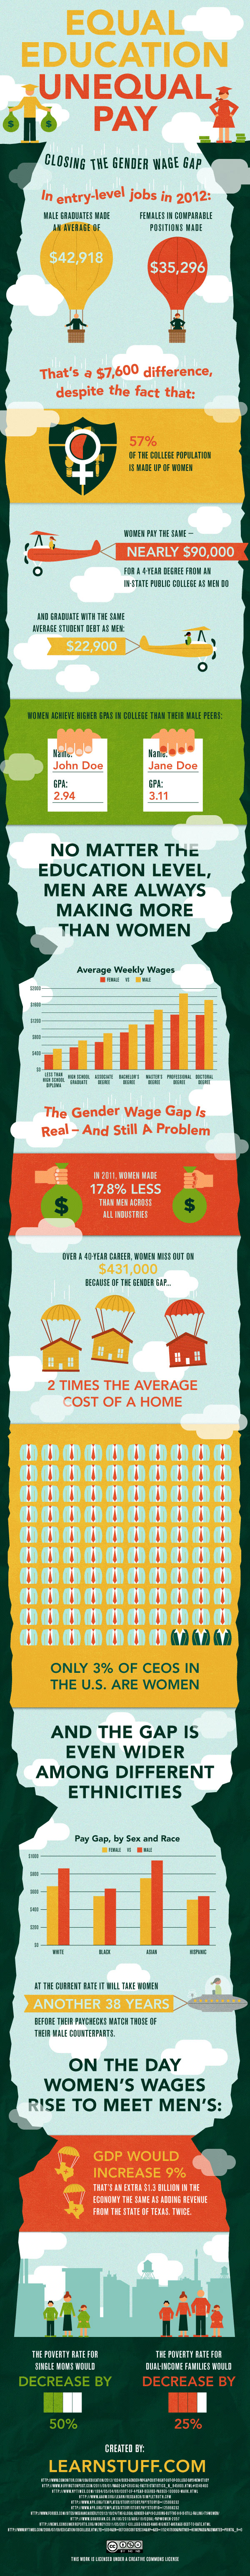 EQUAL
EDUCATION
UNEQUAL
PAY
CLOSING THE GENDER WAGE GAP
In entry-level jobs in 2012:
MALE GRADUATES MADE
AN AVERAGE OF
$42,918
FEMALES IN COMPARABLE
POSITIONS MADE
$35,296
That's a $7,600 difference,
despite the fact that:
57%
OF THE COLLEGE POPULATION
IS MADE UP OF WOMEN
WOMEN PAY THE SAME –
NEARLY $90,000
FOR A 4-YEAR DEGREE FROM AN
IN-STATE PUBLIC COLLEGE AS MEN DO
AND GRADUATE WITH THE SAME
AVERAGE STUDENT DEBT AS MEN:
$22,900
WOMEN ACHIEVE HIGHER GPAS IN COLLEGE THAN THEIR MALE PEERS:
Name:
John Doe
GPA:
2.94
Name:
Jane Doe
GPA:
3.11
NO MATTER THE
EDUCATION LEVEL,
MEN ARE ALWAYS
MAKING MORE
THAN WOMEN
Average Weekly Wages
FEMALE VS MALE
$2000
$1600
$1200
$800
$400
$0
LESS THAN
HIGH SCHOOL
DIPLOMA
HIGH SCHOOL
GRADUATE
ASSOCIATE
DEGREE
BACHELOR'S
DEGREE
MASTER'S
DEGREE
PROFESSIONAL
DEGREE
DOCTORAL
DEGREE
The Gender Wage Gap Is
Real – And Still A Problem
$
IN 2011, WOMEN MADE
17.8% LESS
THAN MEN ACROSS
ALL INDUSTRIES
$
OVER A 40-YEAR CAREER, WOMEN MISS OUT ON
$431,000
BECAUSE OF THE GENDER GAP...
2 TIMES THE AVERAGE
COST OF A HOME
ONLY 3% OF CEOS IN
THE U.S. ARE WOMEN
AND THE GAP IS
EVEN WIDER
AMONG DIFFERENT
ETHNICITIES
Pay Gap, by Sex and Race
FEMALE VS MALE
$1000
$800
$600
$400
$200
$0
WHITE
BLACK
ASIAN
HISPANIC
AT THE CURRENT RATE IT WILL TAKE WOMEN
ANOTHER 38 YEARS
BEFORE THEIR PAYCHECKS MATCH THOSE OF
THEIR MALE COUNTERPARTS.
ON THE DAY
WOMEN'S WAGES
RISE TO MEET MEN'S:
GDP WOULD
INCREASE 9%
THAT'S AN EXTRA $1.3 BILLION IN THE
ECONOMY THE SAME AS ADDING REVENUE
FROM THE STATE OF TEXAS. TWICE.
THE POVERTY RATE FOR
SINGLE MOMS WOULD
DECREASE BY
50%
THE POVERTY RATE FOR
DUAL-INCOME FAMILIES WOULD
DECREASE BY
25%
CREATED BY:
LEARNSTUFF.COM
THIS WORK IS LICENSED UNDER A CREATIVE COMMONS LICENSE